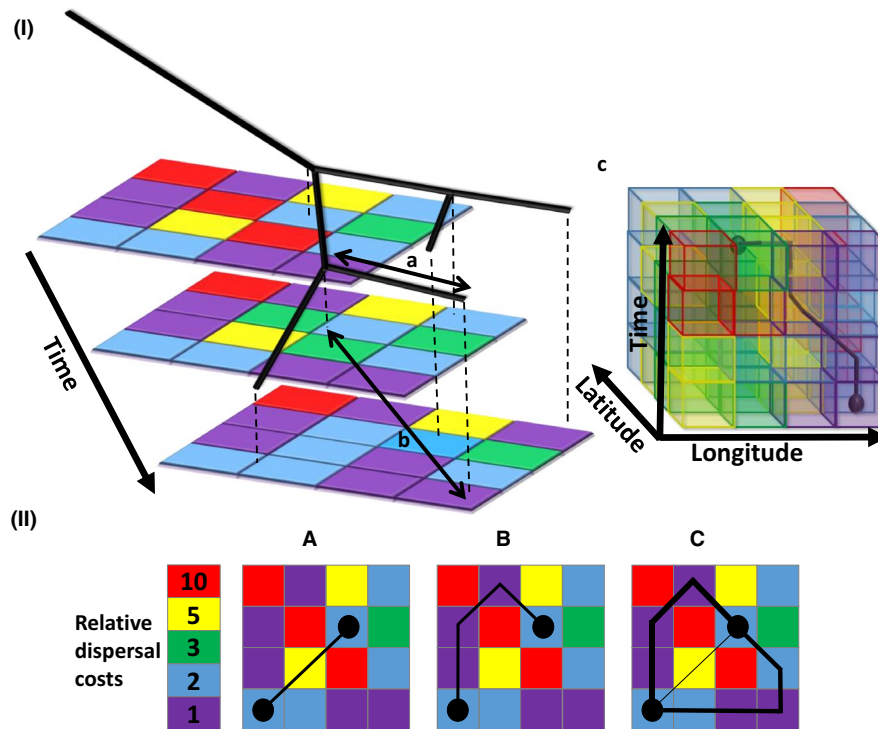 (I)
a
Time
b
c
Time
Latitude
Longitude
(II)
A
B
C
Relative
dispersal
costs
10
5
3
2
1